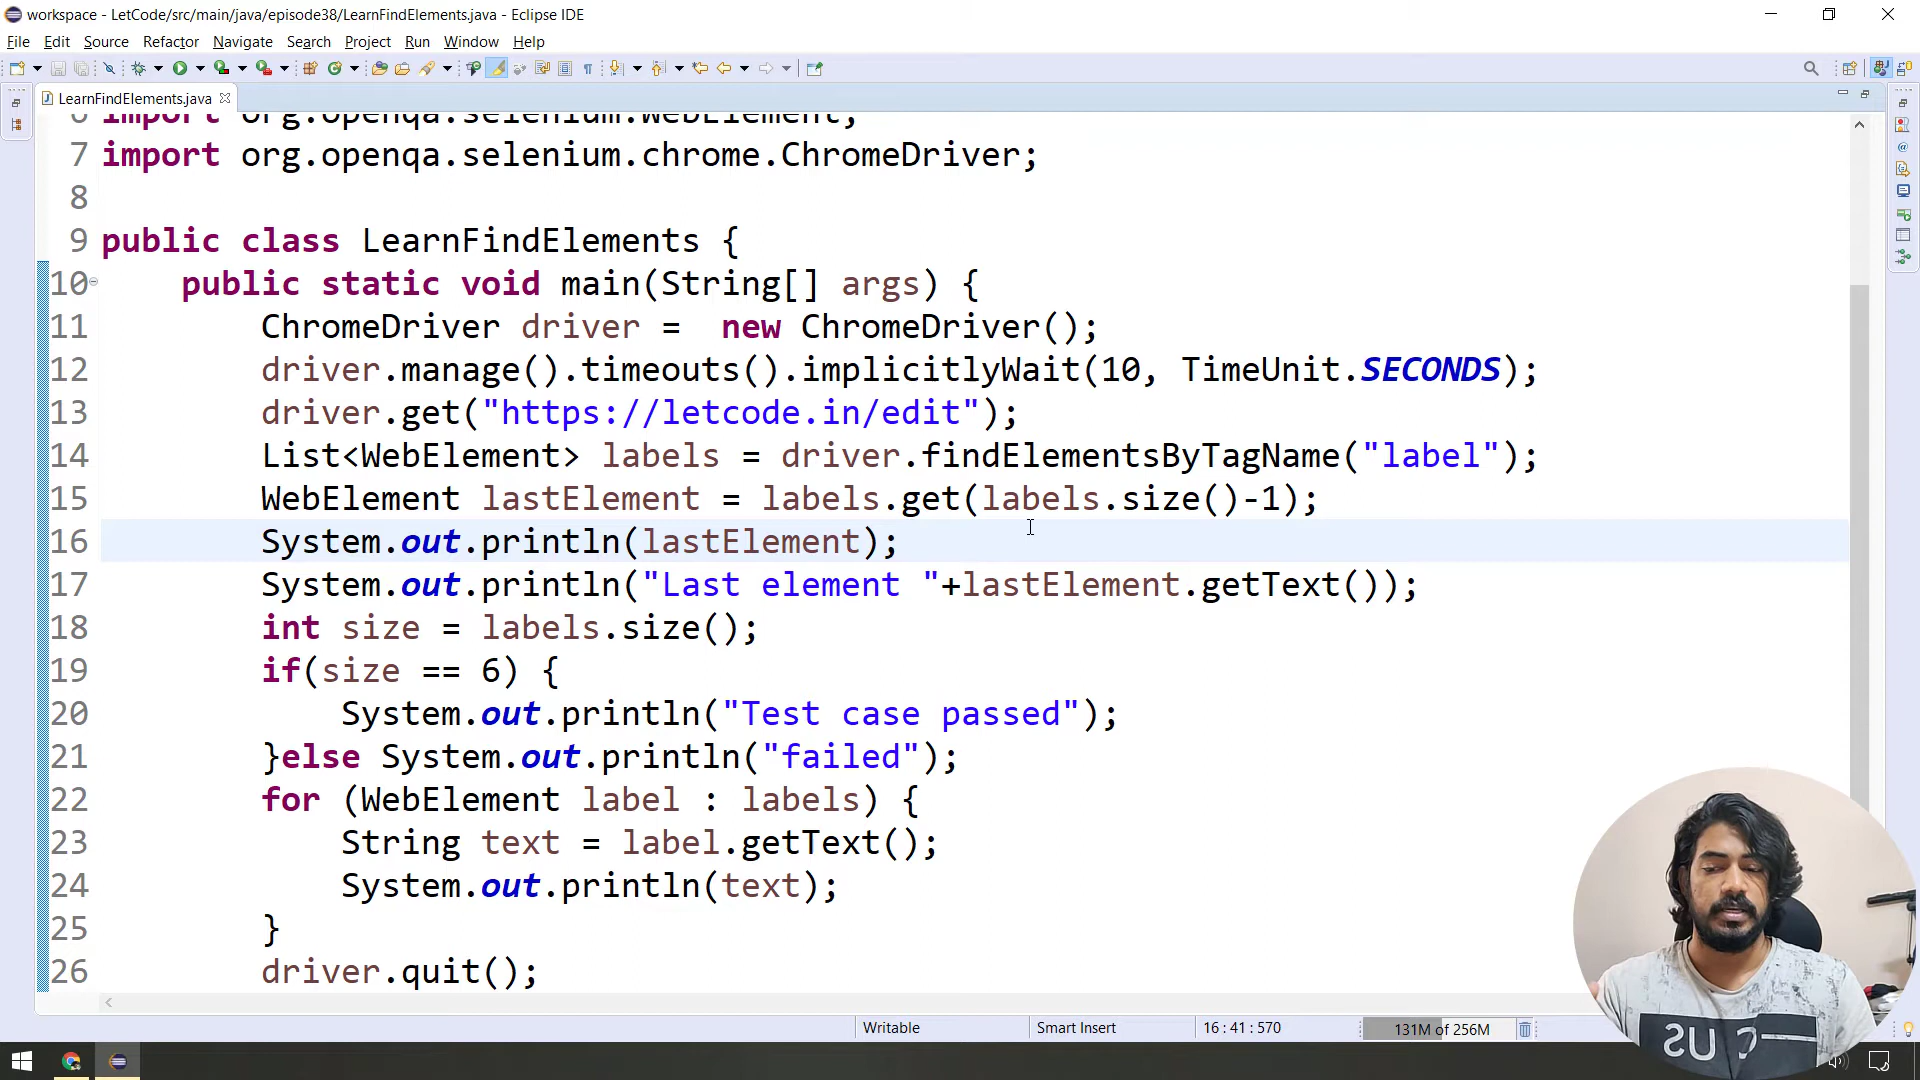 workspace - LetCode/src/main/java/episode38/LearnFindElements.java - Eclipse IDE
File Edit Source Refactor Navigate Search Project Run Window Help
LearnFindElements.java
6 import org.openqa.selenium.WebElement;
7 import org.openqa.selenium.chrome.ChromeDriver;
8
9 public class LearnFindElements {
10 public static void main(String[] args) {
11 ChromeDriver driver =  new ChromeDriver();
12 driver.manage().timeouts().implicitlyWait(10, TimeUnit.SECONDS);
13 driver.get("https://letcode.in/edit");
14 List<WebElement> labels = driver.findElementsByTagName("label");
15 WebElement lastElement = labels.get(labels.size()-1);
16 System.out.println(lastElement);
17 System.out.println("Last element "+lastElement.getText());
18 int size = labels.size();
19 if(size == 6) {
20 System.out.println("Test case passed");
21 }else System.out.println("failed");
22 for (WebElement label : labels) {
23 String text = label.getText();
24 System.out.println(text);
25 }
26 driver.quit();
Writable Smart Insert 16 : 41 : 570 131M of 256M